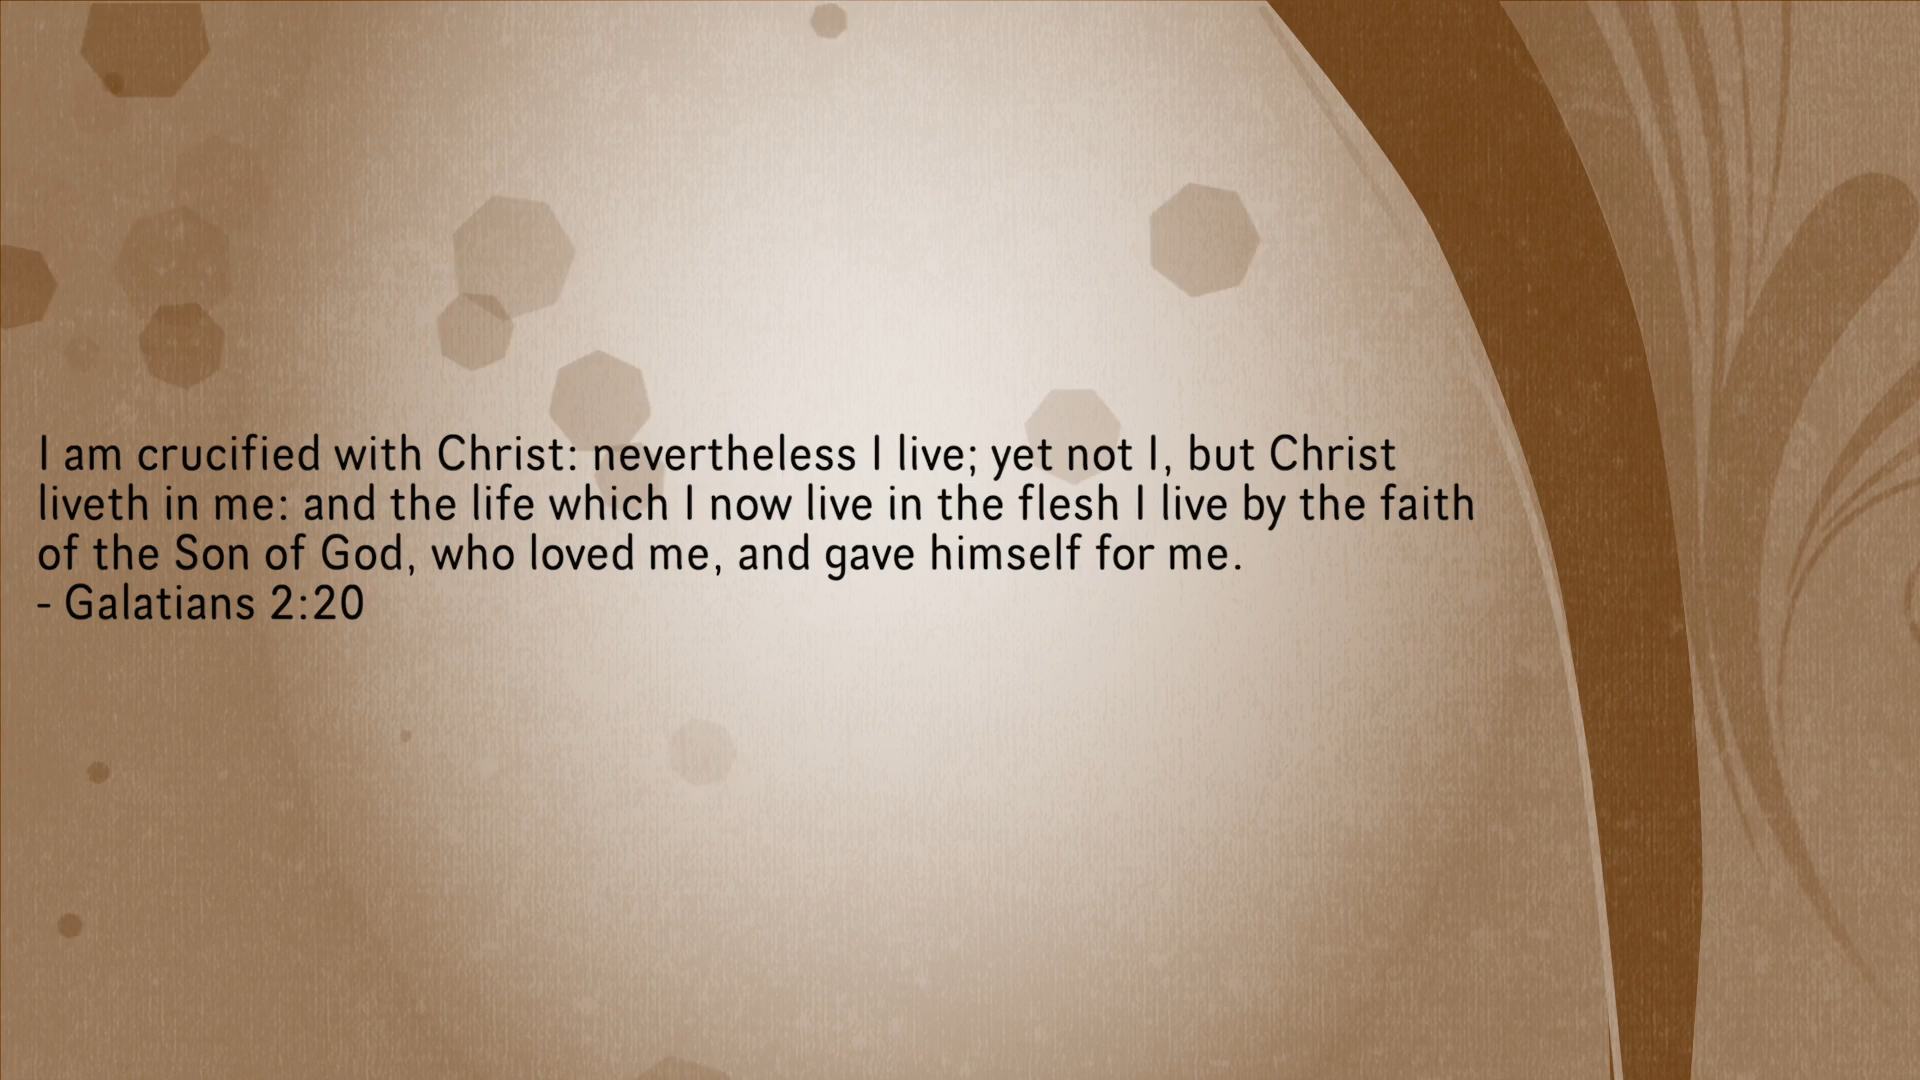 I am crucified with Christ: nevertheless I live; yet not I, but Christ
liveth in me: and the life which I now live in the flesh I live by the faith
of the Son of God, who loved me, and gave himself for me.
- Galatians 2:20